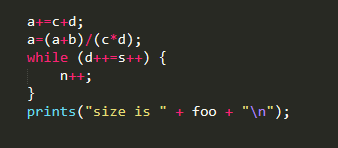 a+=c+d;
a=(a+b)/(c*d);
while (d++=s++) {
n++;
}
prints("size is " + foo + "\n");